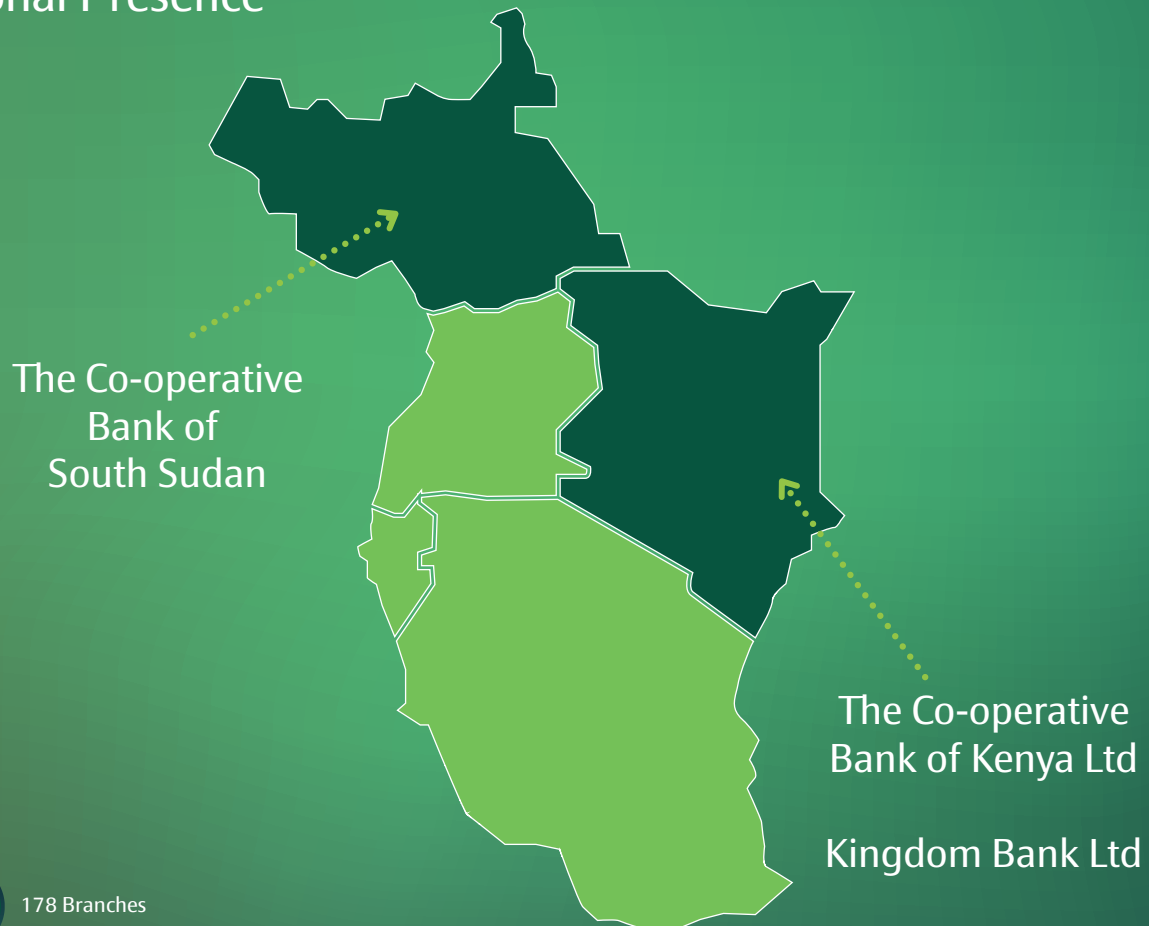 Presence
The Co-operative
Bank of
South Sudan
The Co-operative
Bank of Kenya Ltd
Kingdom Bank Ltd
178 Branches